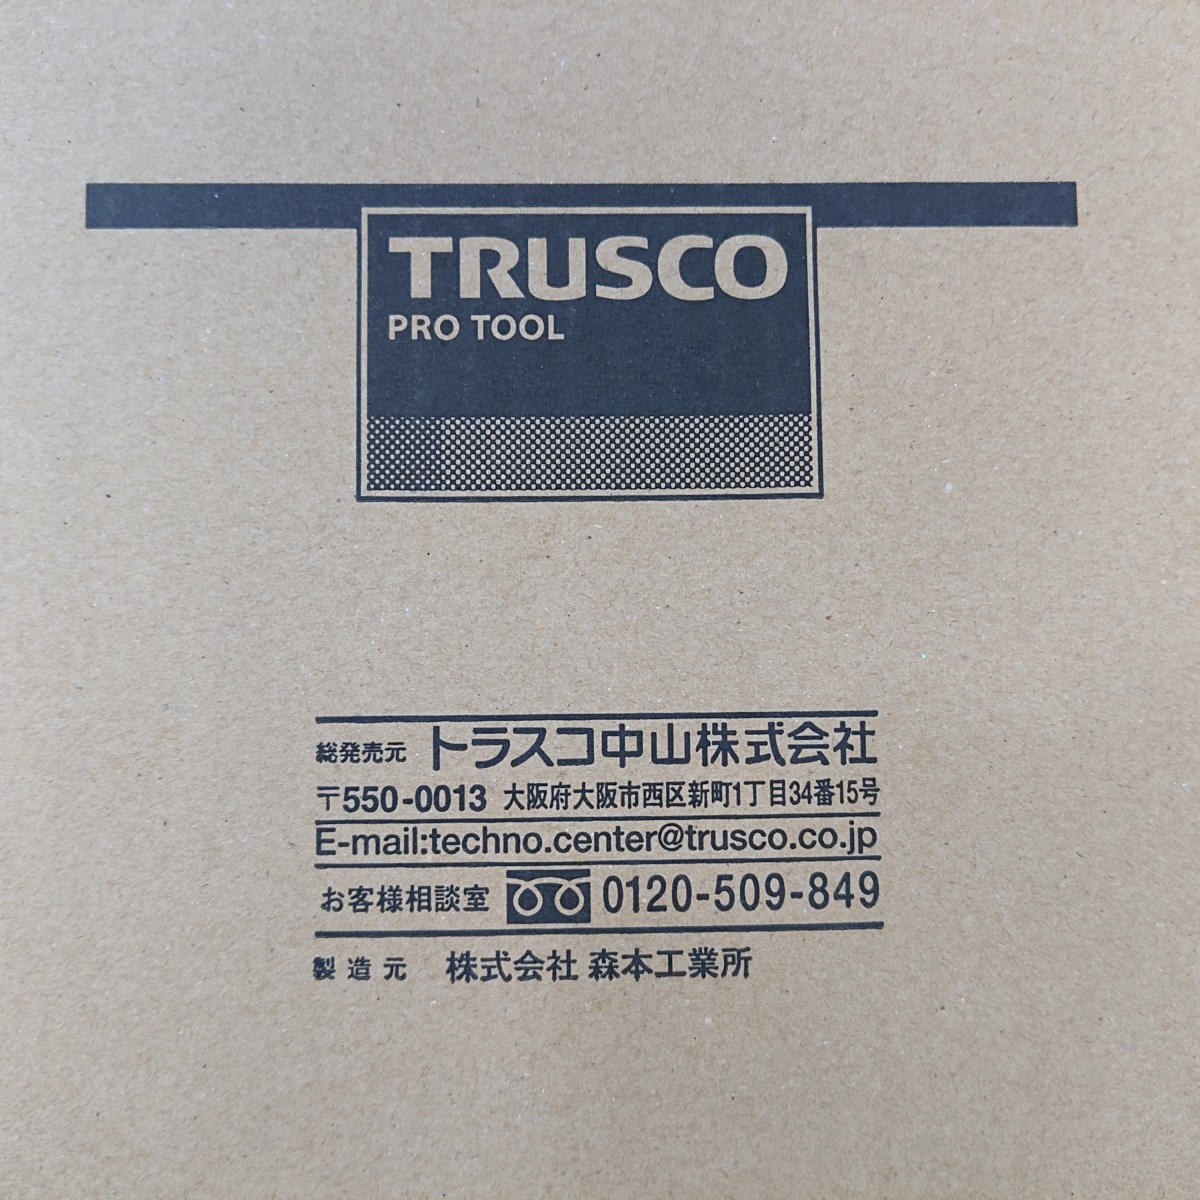 TRUSCO
PRO TOOL
総発売元 トラスコ中山株式会社
〒550-0013 大阪府大阪市西区新町1丁目34番15号
E-mail:techno.center@trusco.co.jp
お客様相談室 0120-509-849
製造元 株式会社 森本工業所